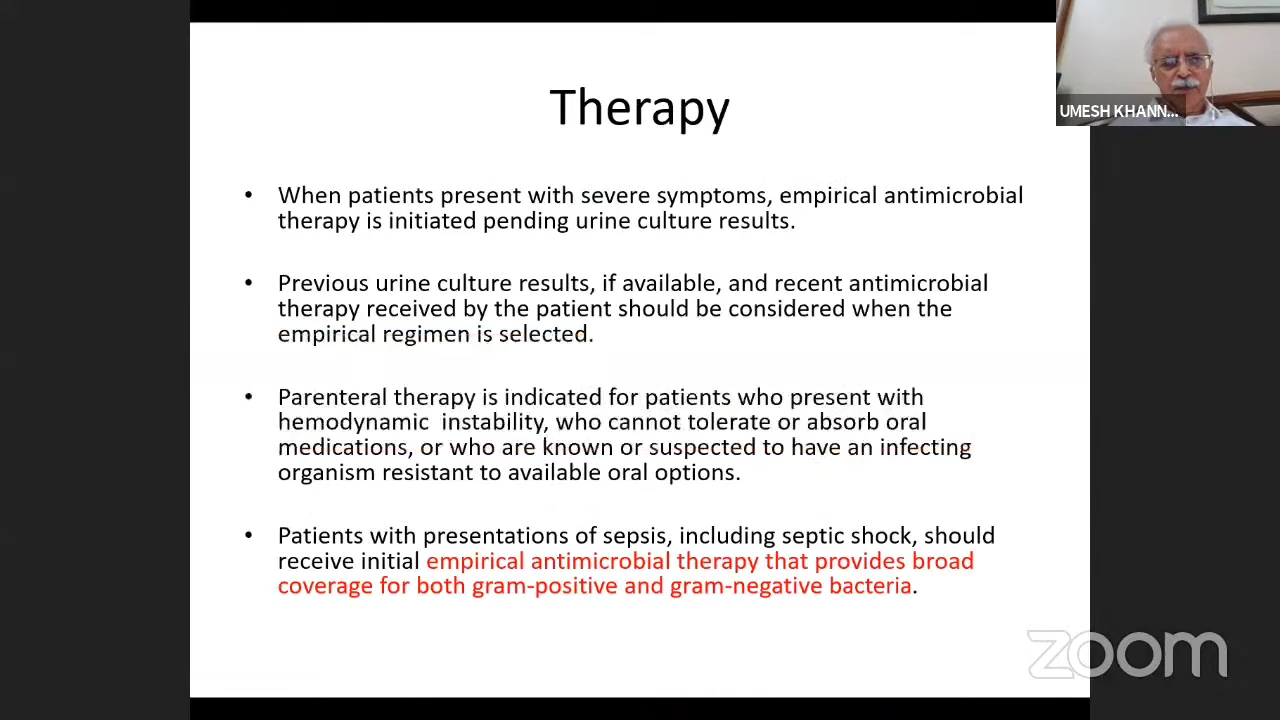 Therapy
UMESH KHANN...
• When patients present with severe symptoms, empirical antimicrobial
therapy is initiated pending urine culture results.
• Previous urine culture results, if available, and recent antimicrobial
therapy received by the patient should be considered when the
empirical regimen is selected.
• Parenteral therapy is indicated for patients who present with
hemodynamic  instability, who cannot tolerate or absorb oral
medications, or who are known or suspected to have an infecting
organism resistant to available oral options.
• Patients with presentations of sepsis, including septic shock, should
receive initial empirical antimicrobial therapy that provides broad
coverage for both gram-positive and gram-negative bacteria.
zoom